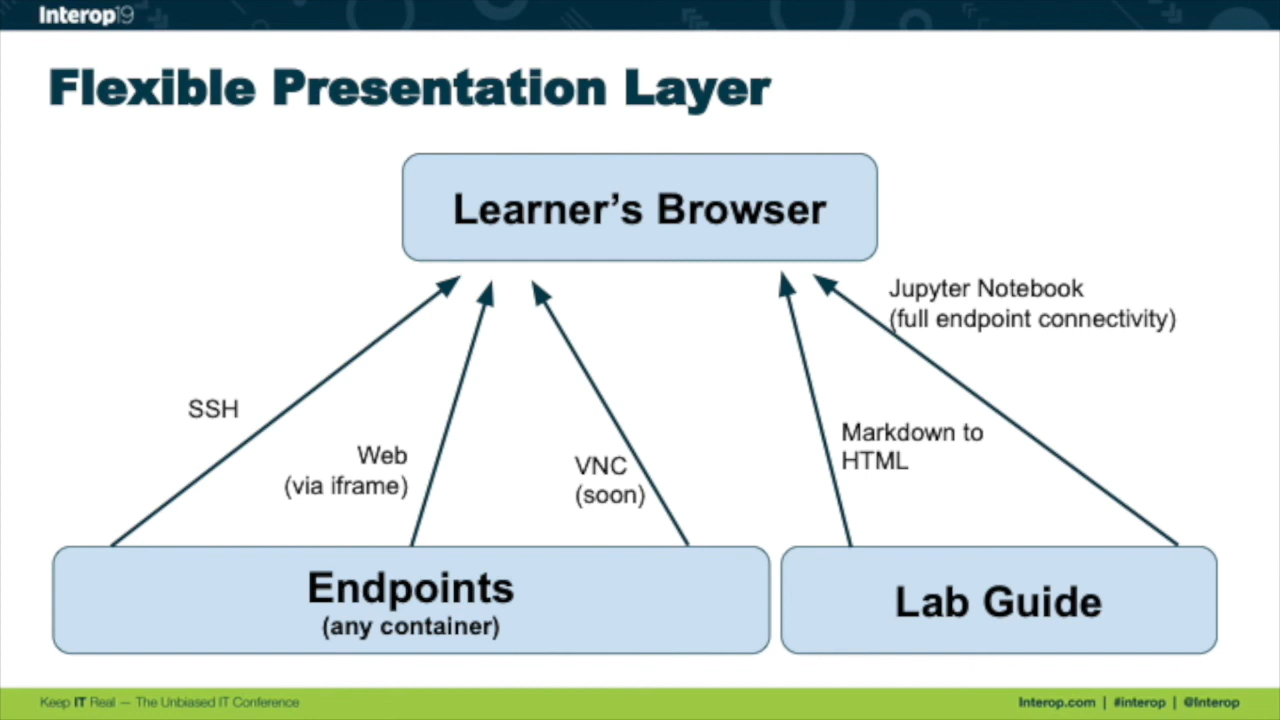 Interop19
Flexible Presentation Layer
Learner's Browser
Jupyter Notebook
(full endpoint connectivity)
SSH
Web
(via iframe)
VNC
(soon)
Markdown to
HTML
Endpoints
(any container)
Lab Guide
Keep IT Real — The Unbiased IT Conference
Interop.com | #interop | @Interop